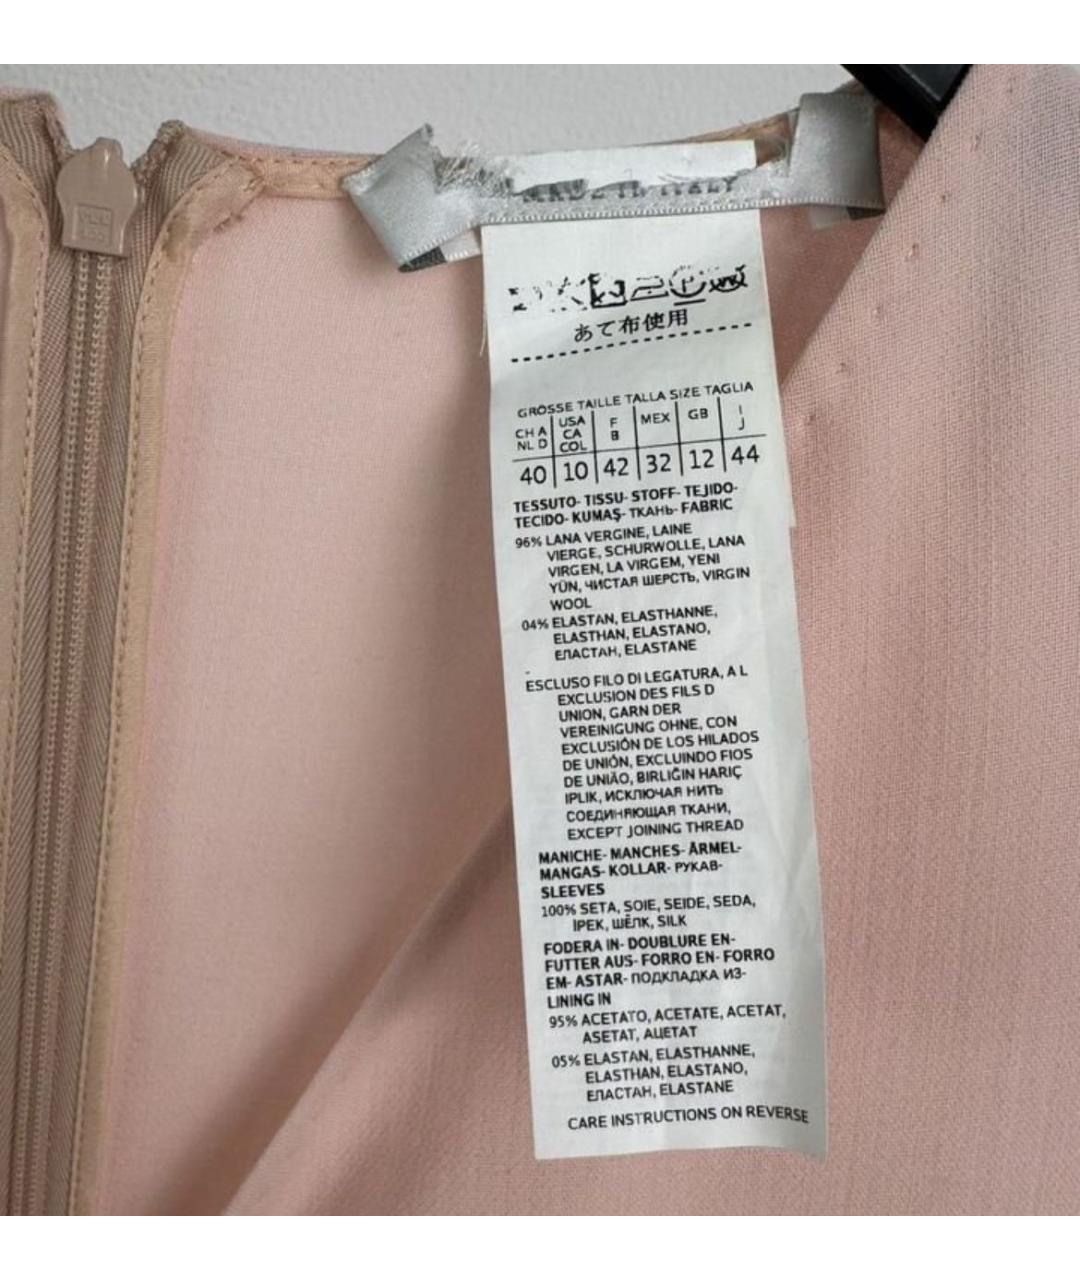 MADE IN ITALY
あて布使用
GRÖSSE TAILLE TALLA SIZE TAGLIA
CH A NL D USA CA COL F B MEX GB I J
40 10 42 32 12 44
TESSUTO- TISSU- STOFF- TEJIDO-
TECIDO- KUMAŞ- ТКАНЬ- FABRIC
96% LANA VERGINE, LAINE
VIERGE, SCHURWOLLE, LANA
VIRGEN, LA VIRGEM, YENI
YÜN, ЧИСТАЯ ШЕРСТЬ, VIRGIN
WOOL
04% ELASTAN, ELASTHANNE,
ELASTHAN, ELASTANO,
ЕЛАСТАН, ELASTANE
ESCLUSO FILO DI LEGATURA, A L
EXCLUSION DES FILS D
UNION, GARN DER
VEREINIGUNG OHNE, CON
EXCLUSIÓN DE LOS HILADOS
DE UNIÓN, EXCLUINDO FIOS
DE UNIÃO, BIRLIĞIN HARIÇ
IPLIK, ИСКЛЮЧАЯ НИТЬ
СОЕДИНЯЮЩАЯ ТКАНИ,
EXCEPT JOINING THREAD
MANICHE- MANCHES- ÄRMEL-
MANGAS- KOLLAR- РУКАВ-
SLEEVES
100% SETA, SOIE, SEIDE, SEDA,
İPEK, ШЁЛК, SILK
FODERA IN- DOUBLURE EN-
FUTTER AUS- FORRO EN- FORRO
EM- ASTAR- ПОДКЛАДКА ИЗ-
LINING IN
95% ACETATO, ACETATE, ACETAT,
ASETAT, АЦЕТАТ
05% ELASTAN, ELASTHANNE,
ELASTHAN, ELASTANO,
ЕЛАСТАН, ELASTANE
CARE INSTRUCTIONS ON REVERSE